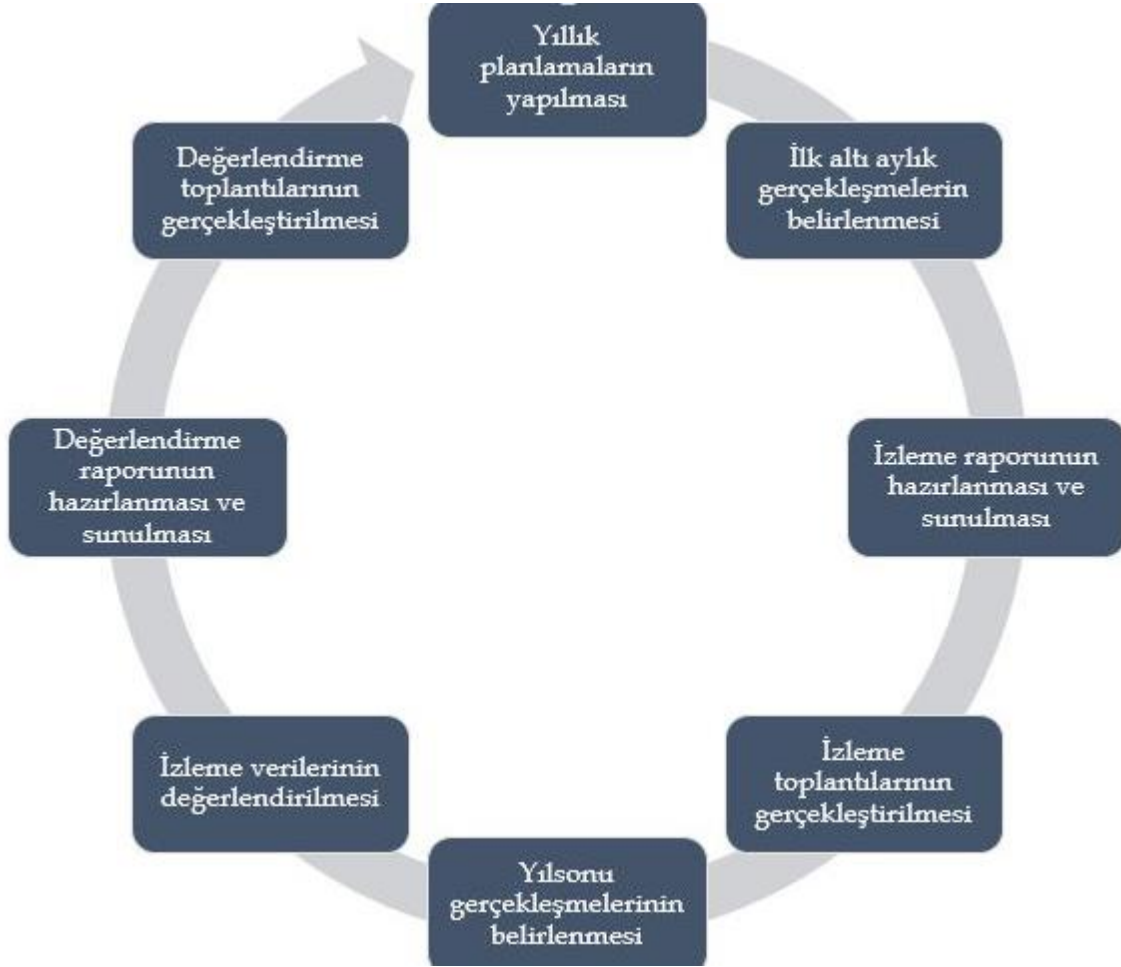 Yıllık
planlamaların
yapılması
İlk altı aylık
gerçekleşmelerin
belirlenmesi
İzleme raporunun
hazırlanması ve
sunulması
İzleme
toplantılarının
gerçekleştirilmesi
Yılsonu
gerçekleşmelerinin
belirlenmesi
İzleme verilerinin
değerlendirilmesi
Değerlendirme
raporunun
hazırlanması ve
sunulması
Değerlendirme
toplantılarının
gerçekleştirilmesi